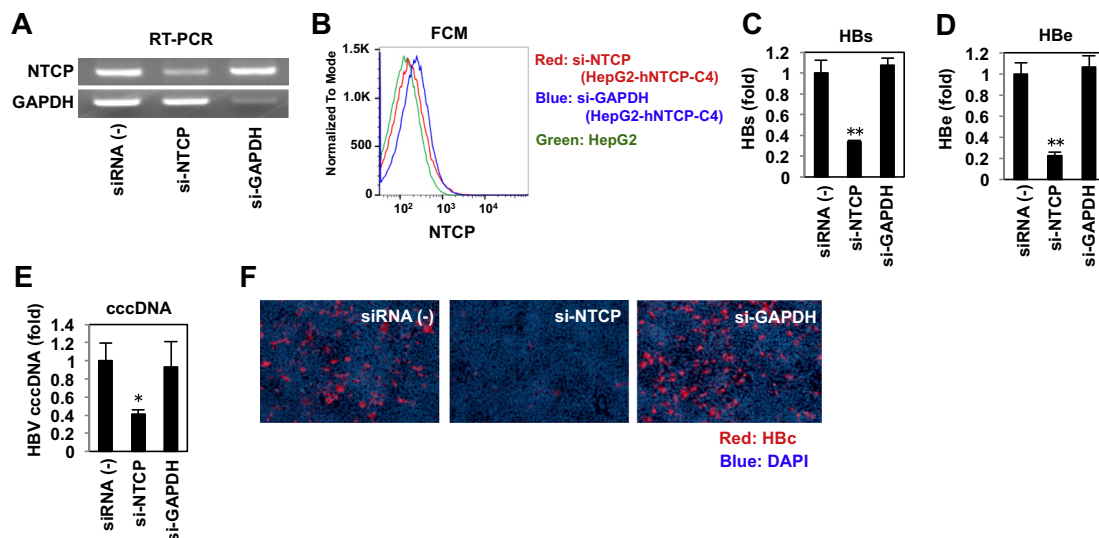 A
RT-PCR
NTCP
GAPDH
siRNA (-)
si-NTCP
si-GAPDH
B
FCM
Normalized To Mode
1.5K
1.0K
500
0
10²
10³
10⁴
NTCP
Red: si-NTCP
(HepG2-hNTCP-C4)
Blue: si-GAPDH
(HepG2-hNTCP-C4)
Green: HepG2
C
HBs
HBs (fold)
1.2
1
0.8
0.6
0.4
0.2
0
**
siRNA (-)
si-NTCP
si-GAPDH
D
HBe
HBe (fold)
1.2
1
0.8
0.6
0.4
0.2
0
**
siRNA (-)
si-NTCP
si-GAPDH
E
cccDNA
HBV cccDNA (fold)
1.4
1.2
1
0.8
0.6
0.4
0.2
0
*
siRNA (-)
si-NTCP
si-GAPDH
F
siRNA (-)
si-NTCP
si-GAPDH
Red: HBc
Blue: DAPI